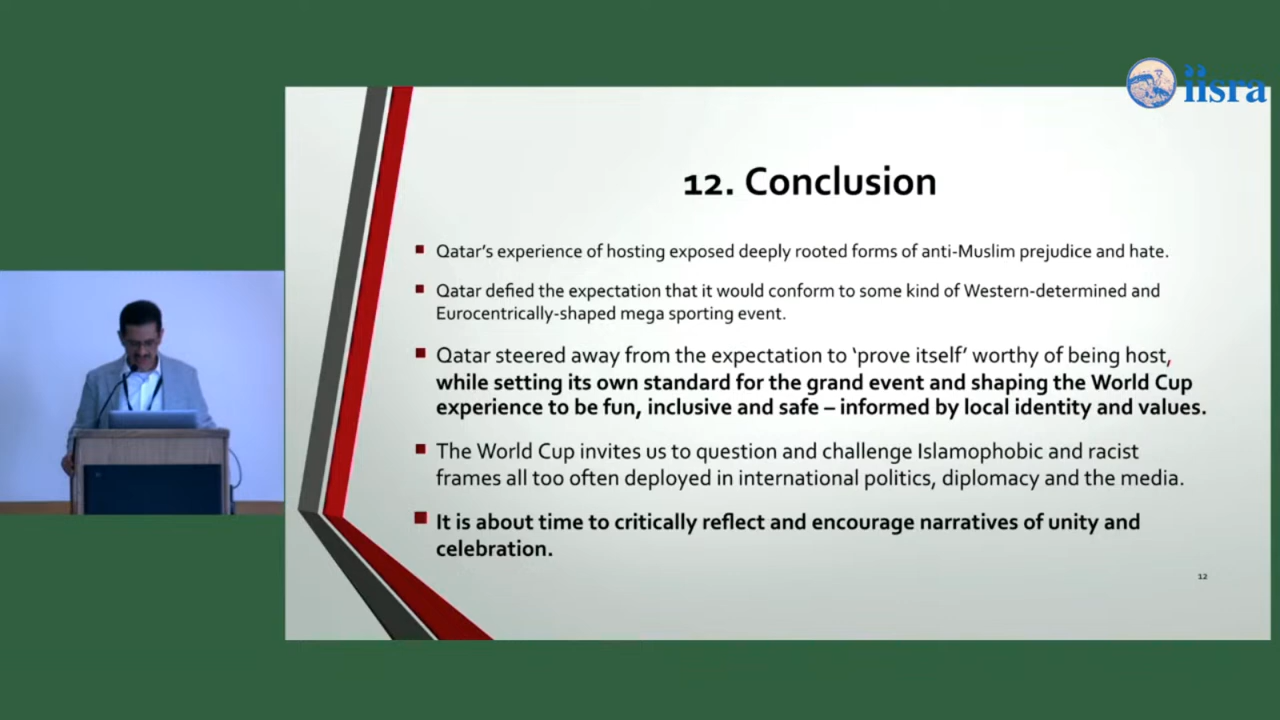 iisra
12. Conclusion
Qatar's experience of hosting exposed deeply rooted forms of anti-Muslim prejudice and hate.
Qatar defied the expectation that it would conform to some kind of Western-determined and
Eurocentrically-shaped mega sporting event.
Qatar steered away from the expectation to 'prove itself' worthy of being host,
while setting its own standard for the grand event and shaping the World Cup
experience to be fun, inclusive and safe – informed by local identity and values.
The World Cup invites us to question and challenge Islamophobic and racist
frames all too often deployed in international politics, diplomacy and the media.
It is about time to critically reflect and encourage narratives of unity and
celebration.
12